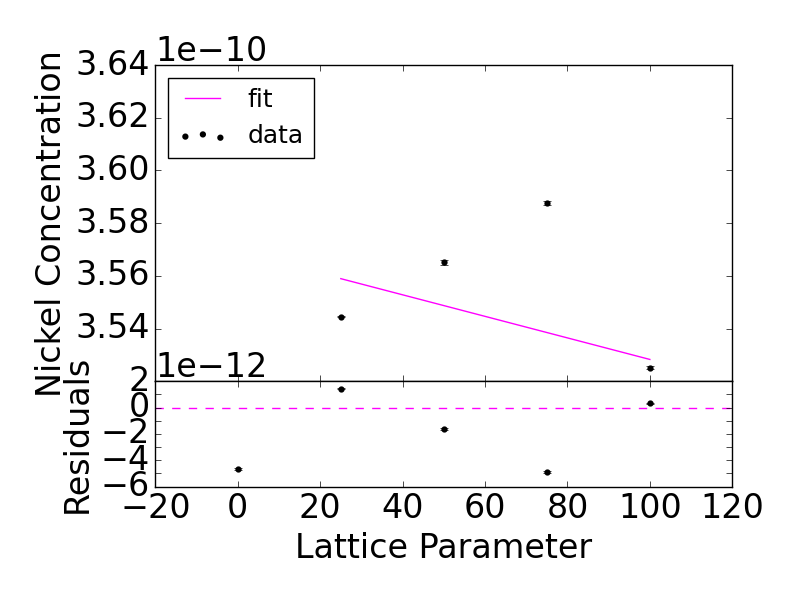 1e−10
3.64
3.62
3.60
3.58
3.56
3.54
Nickel Concentration
fit
data
1e−12
2
0
−2
−4
−6
Residuals
−20 0 20 40 60 80 100 120
Lattice Parameter